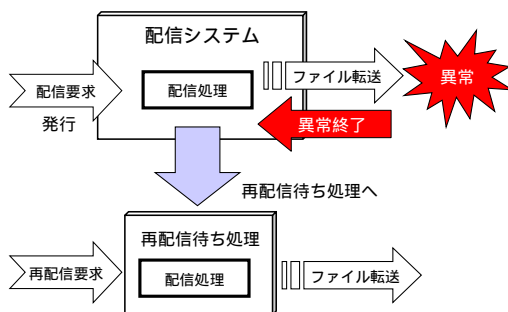 配信システム
配信要求
発行
配信処理
ファイル転送
異常
異常終了
再配信待ち処理へ
再配信待ち処理
再配信要求
配信処理
ファイル転送